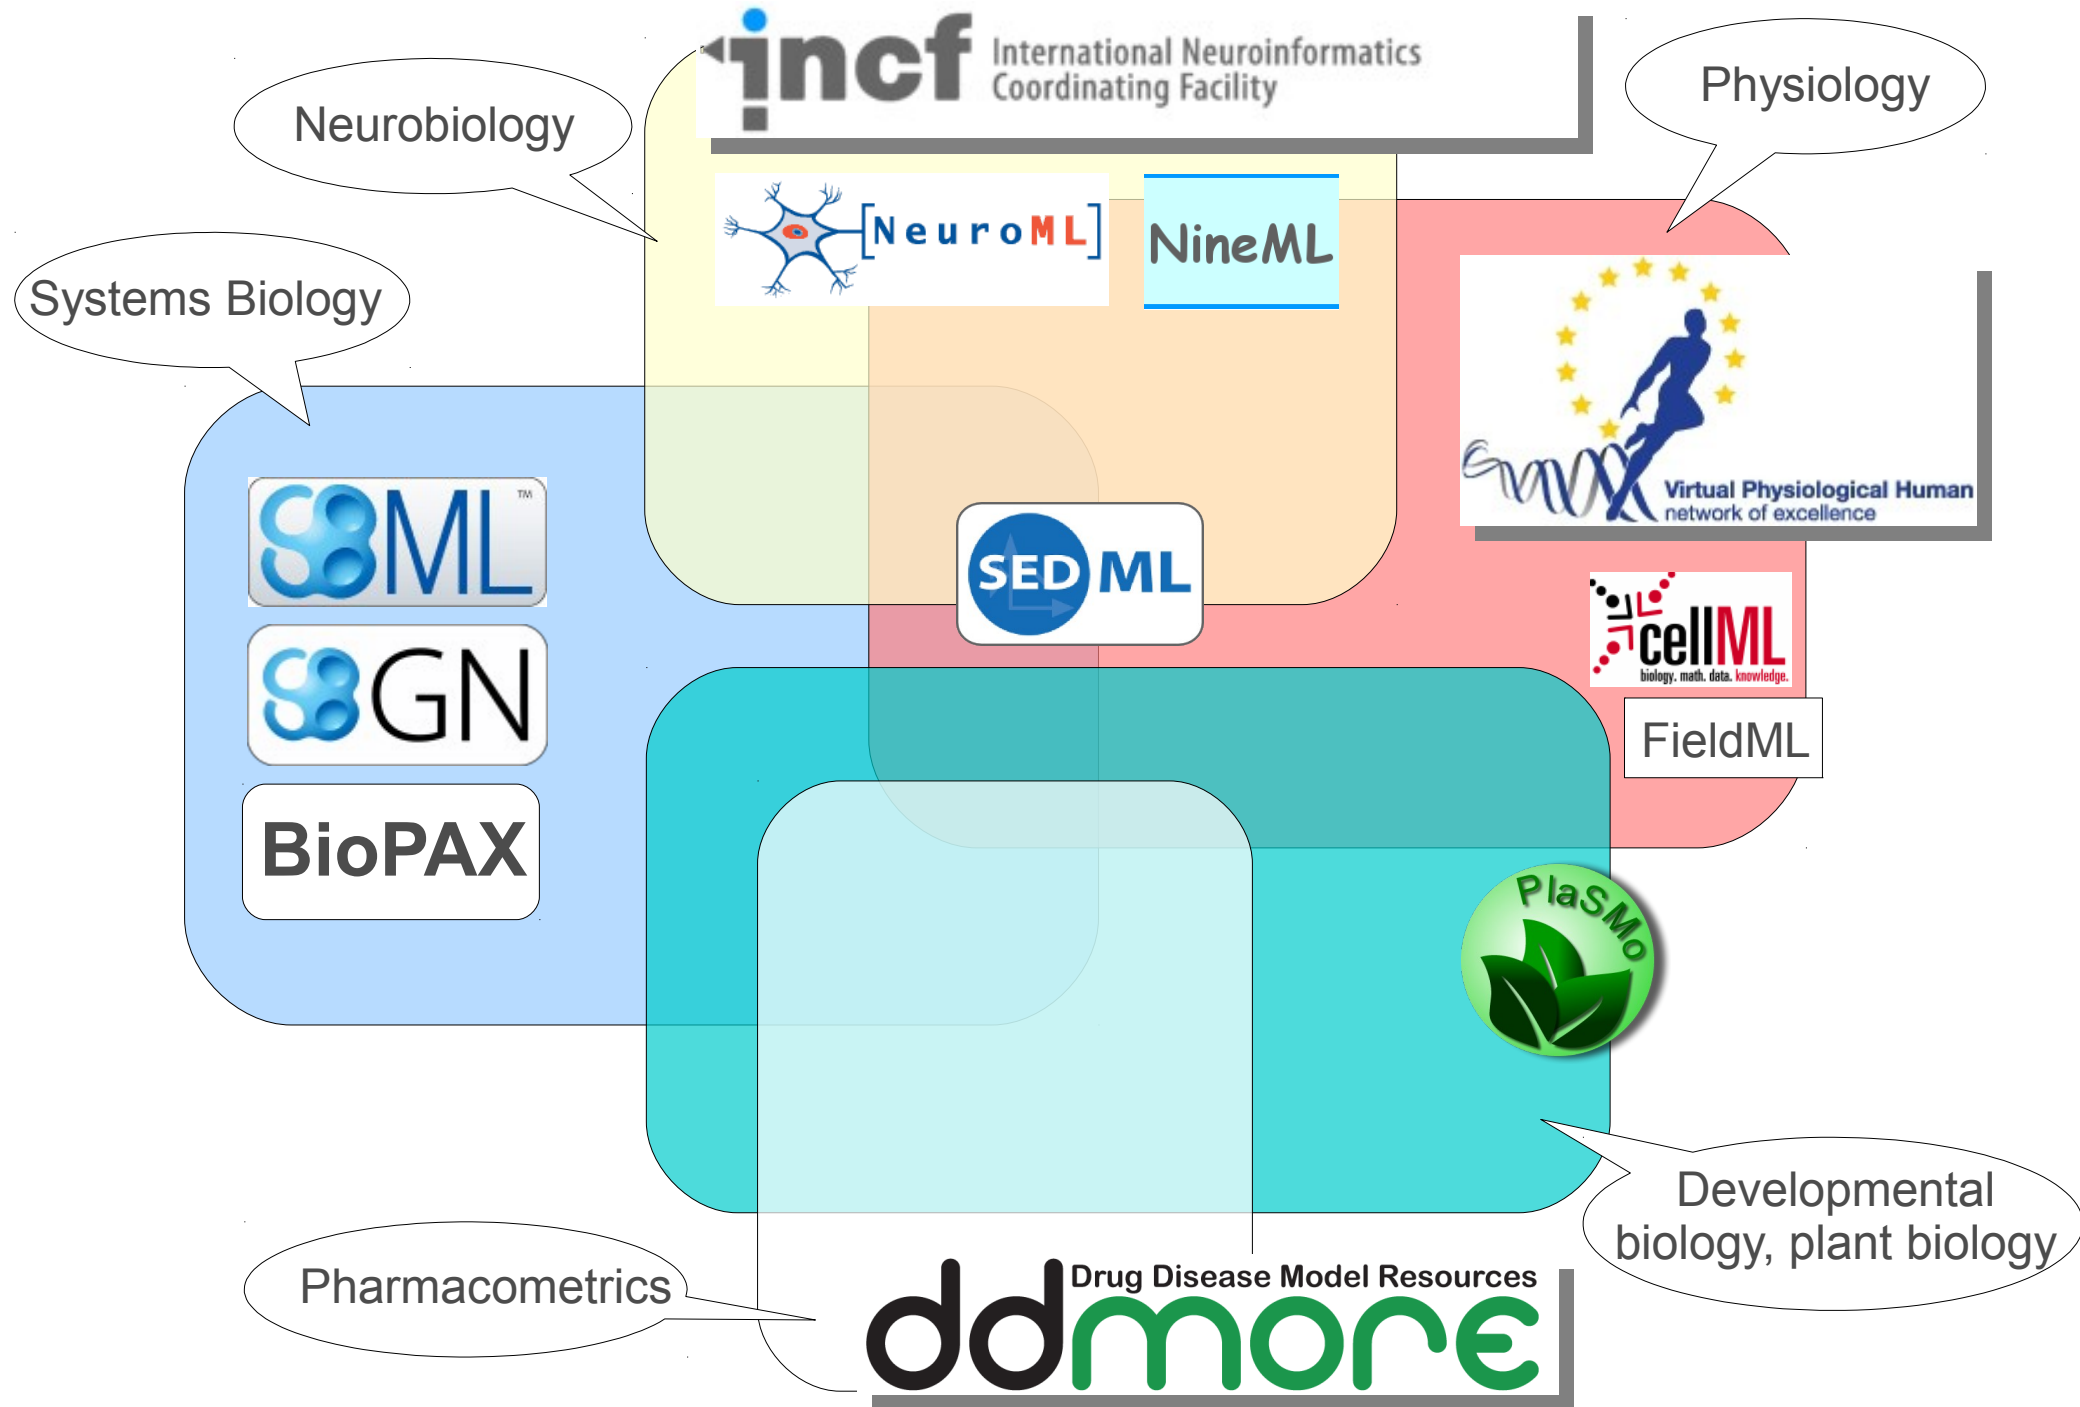 incf International Neuroinformatics
Coordinating Facility
Physiology
Neurobiology
[NeuroML]
NineML
Systems Biology
SBML™
Virtual Physiological Human
network of excellence
SED ML
cellML
biology. math. data. knowledge.
SBGN
FieldML
BioPAX
PlaSMo
Developmental
biology, plant biology
Pharmacometrics
Drug Disease Model Resources
ddmore